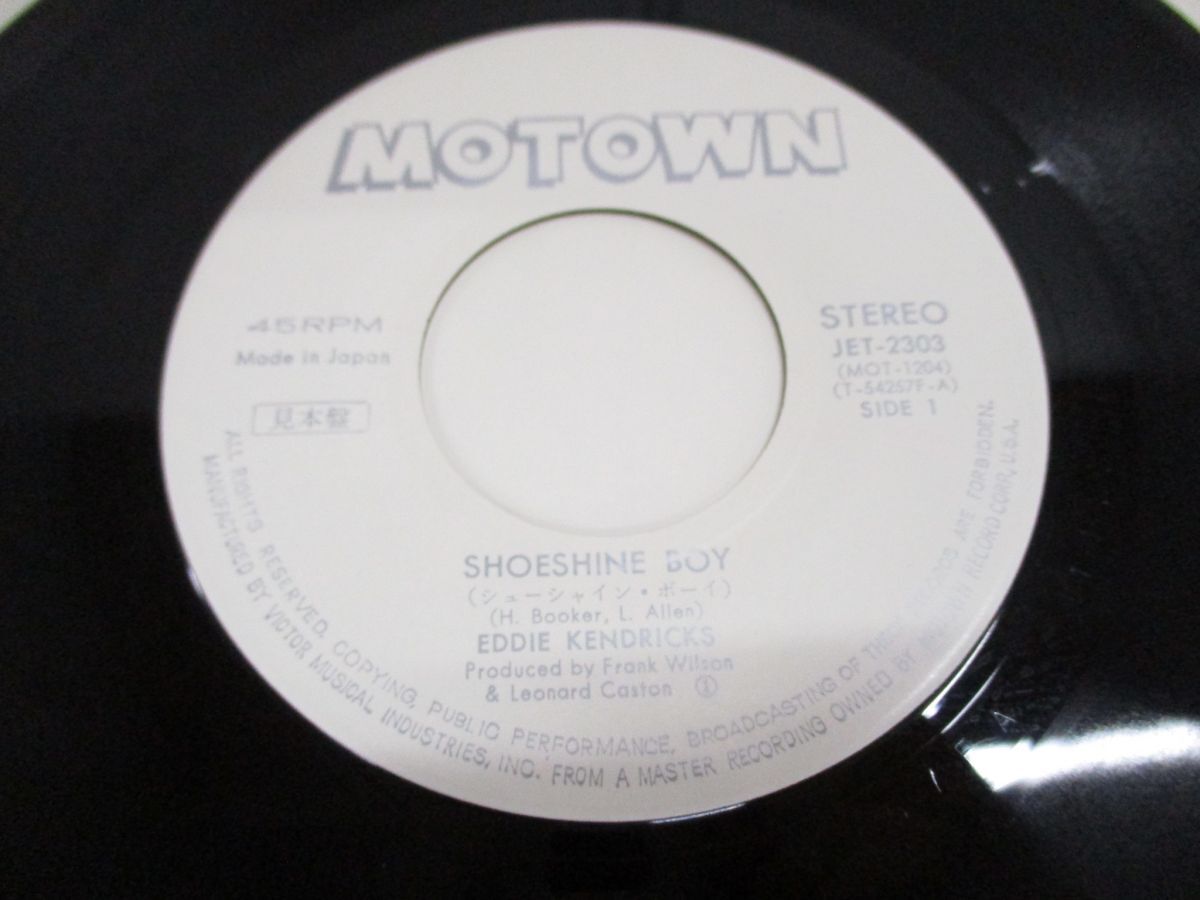 MOTOWN
45RPM
Made in Japan
見本盤
STEREO
JET-2303
(MOT-1204)
(T-54257F-A)
SIDE 1
SHOESHINE BOY
(シューシャイン・ボーイ)
(H. Booker, L. Allen)
EDDIE KENDRICKS
Produced by Frank Wilson
& Leonard Caston
ALL RIGHTS RESERVED. COPYING, PUBLIC PERFORMANCE, BROADCASTING OF THESE RECORDS ARE FORBIDDEN.
MANUFACTURED BY VICTOR MUSICAL INDUSTRIES, INC. FROM A MASTER RECORDING OWNED BY MOTOWN RECORD CORP., U.S.A.